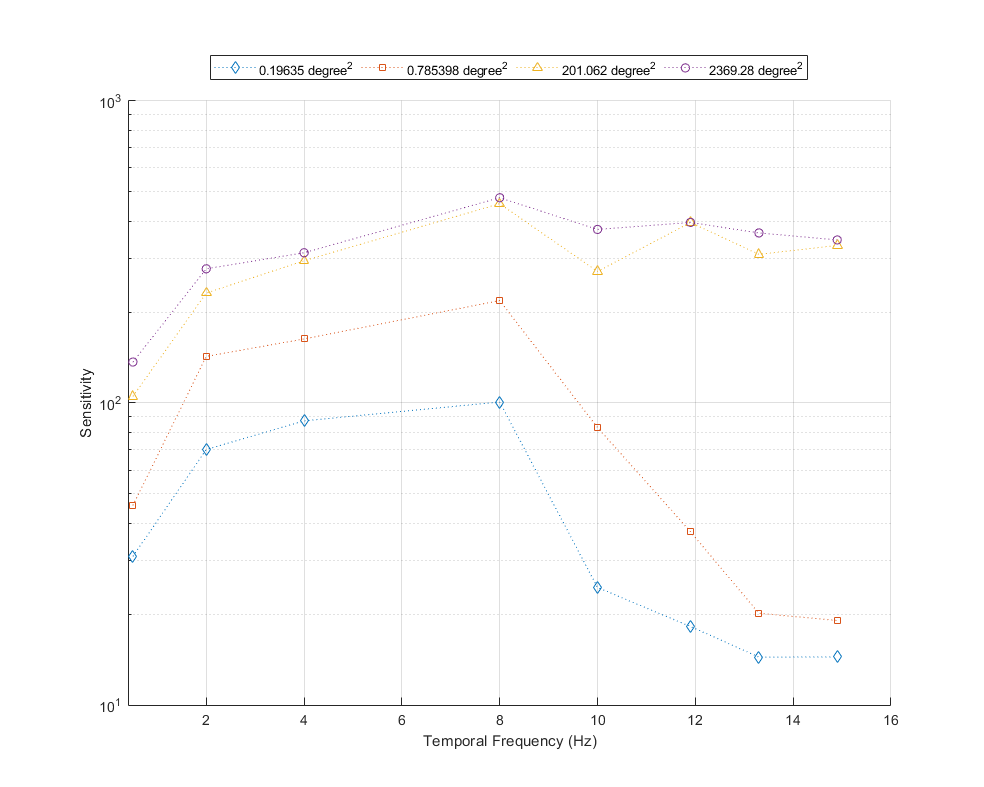 0.19635 degree² 0.785398 degree² 201.062 degree² 2369.28 degree²
10³
10²
10¹
Sensitivity
2 4 6 8 10 12 14 16
Temporal Frequency (Hz)